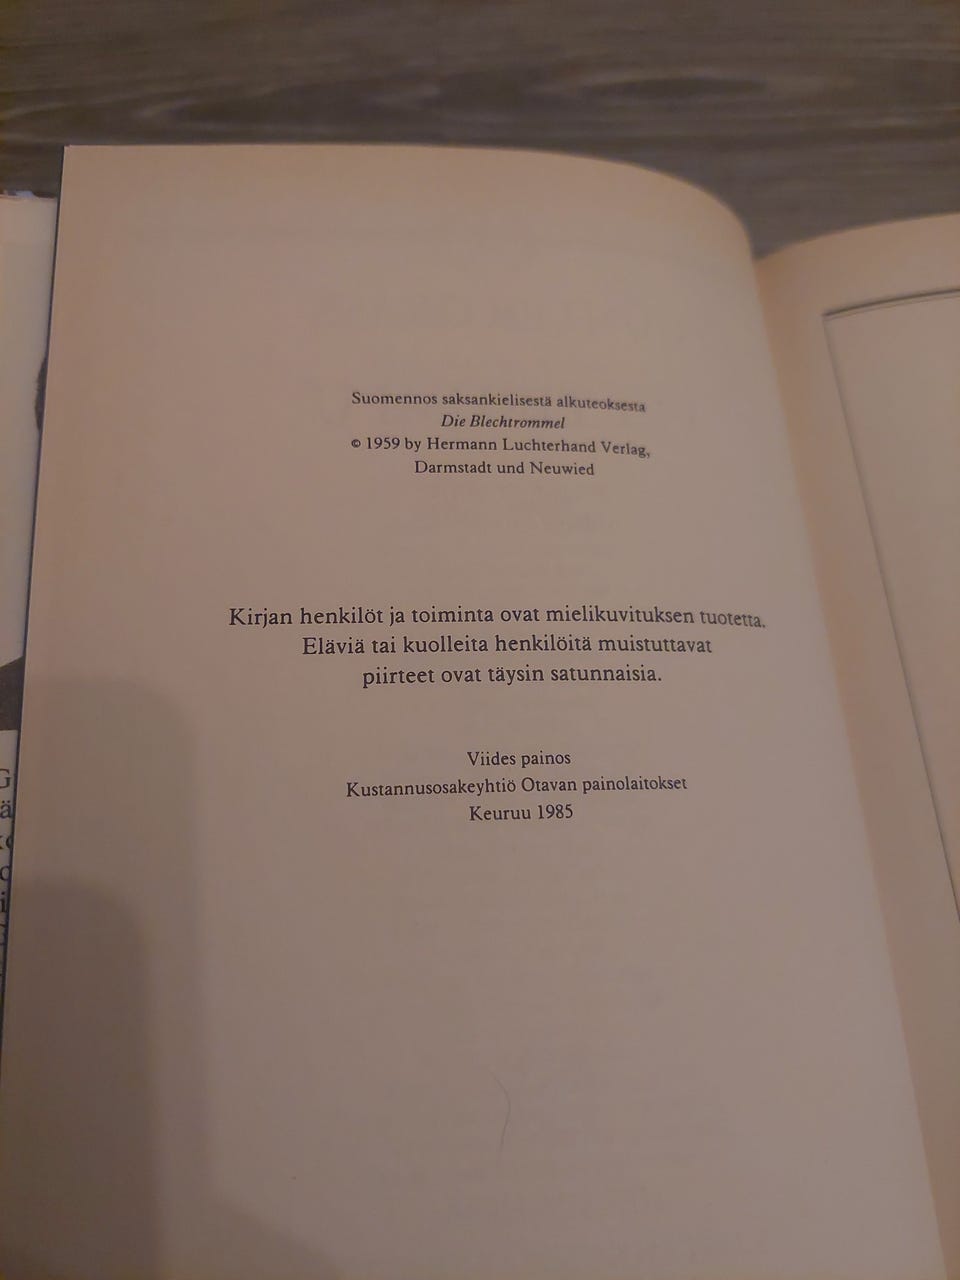 Suomennos saksankielisestä alkuteoksesta
Die Blechtrommel
© 1959 by Hermann Luchterhand Verlag,
Darmstadt und Neuwied
Kirjan henkilöt ja toiminta ovat mielikuvituksen tuotetta.
Eläviä tai kuolleita henkilöitä muistuttavat
piirteet ovat täysin satunnaisia.
Viides painos
Kustannusosakeyhtiö Otavan painolaitokset
Keuruu 1985